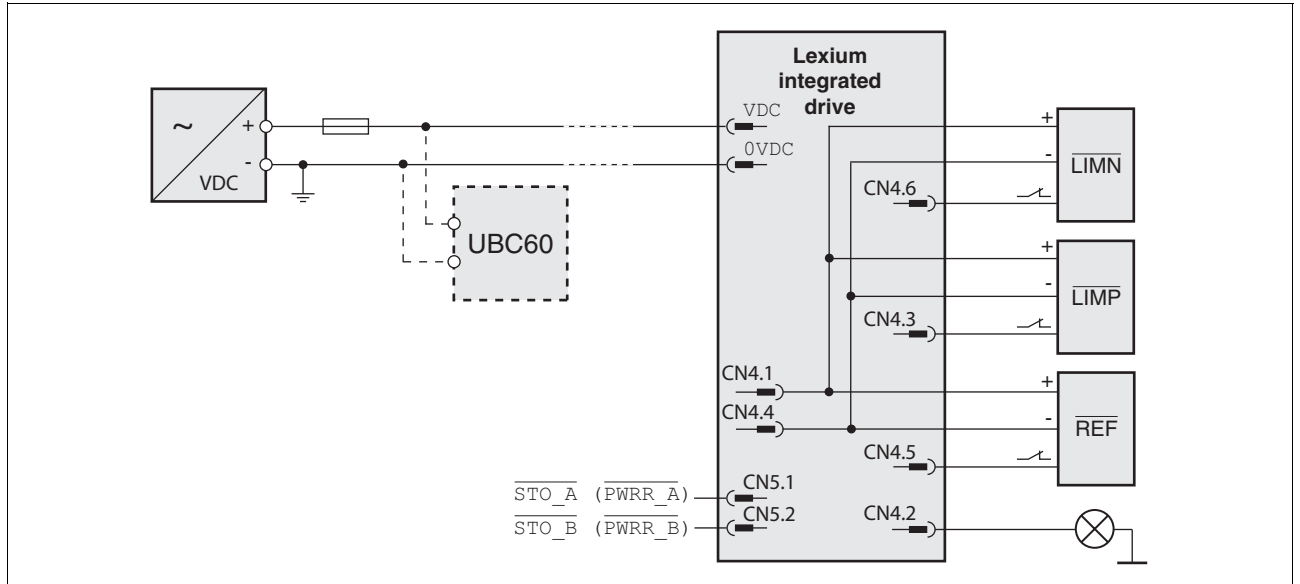 Lexium
integrated
drive
~
+
-
VDC
UBC60
VDC
0VDC
CN4.6
CN4.3
CN4.1
CN4.4
CN4.5
CN5.1
CN5.2
CN4.2
STO_A (PWRR_A)
STO_B (PWRR_B)
+
-
LIMN
+
-
LIMP
+
-
REF